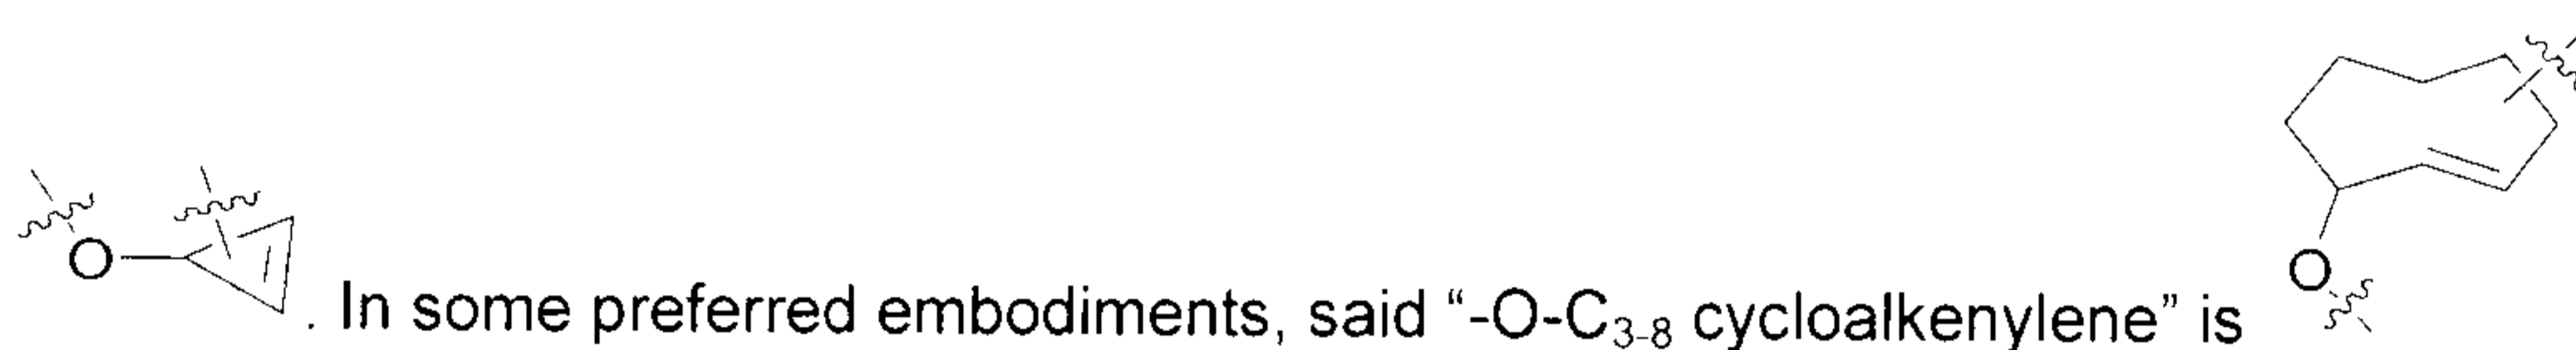 O . In some preferred embodiments, said “-O-C3-8 cycloalkenylene” is O